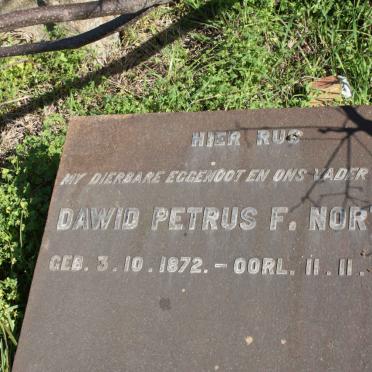 HIER RUS
MY DIERBARE EGGENOOT EN ONS VADER
DAWID PETRUS F. NOR
GEB. 3.10.1872. - OORL. 11.11.